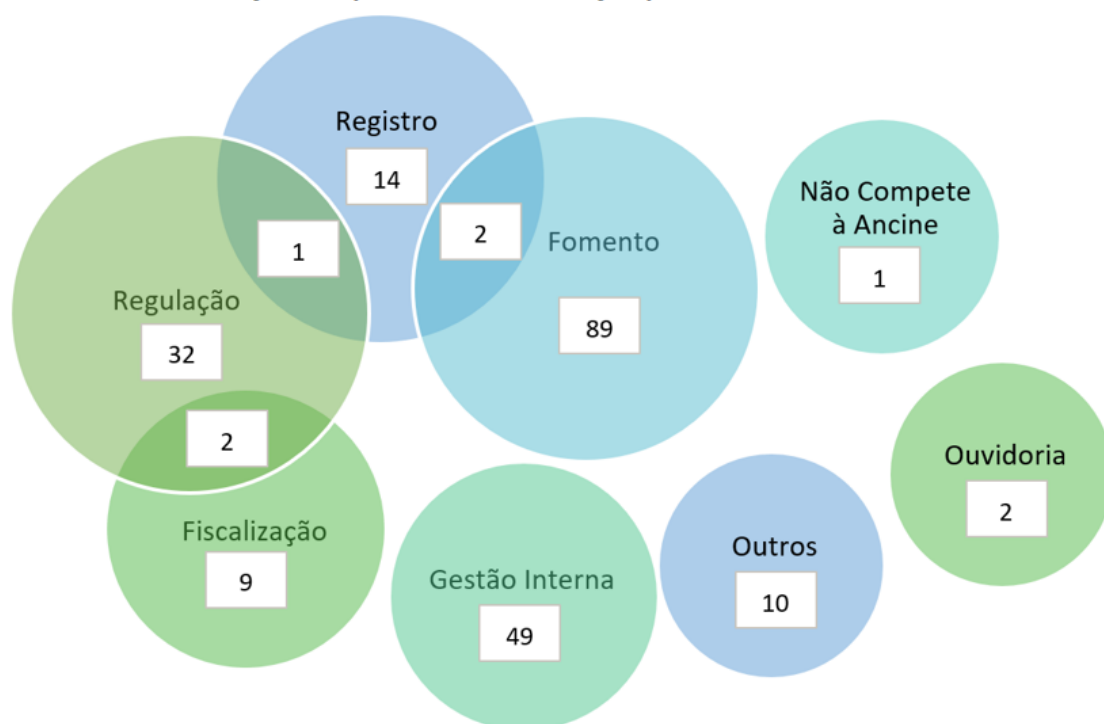 Registro
14
2
Fomento
89
1
Regulação
32
2
Fiscalização
9
Gestão Interna
49
Outros
10
Não Compete
à Ancine
1
Ouvidoria
2